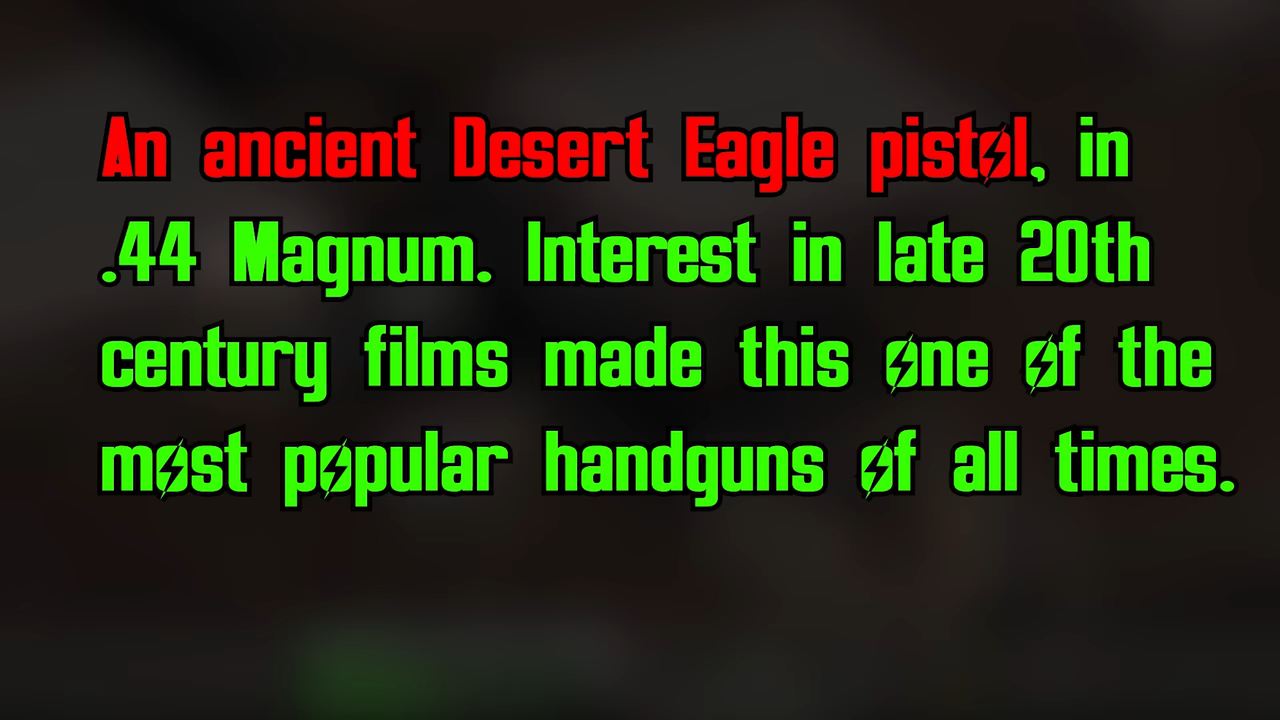 An ancient Desert Eagle pistol, in
.44 Magnum. Interest in late 20th
century films made this one of the
most popular handguns of all times.